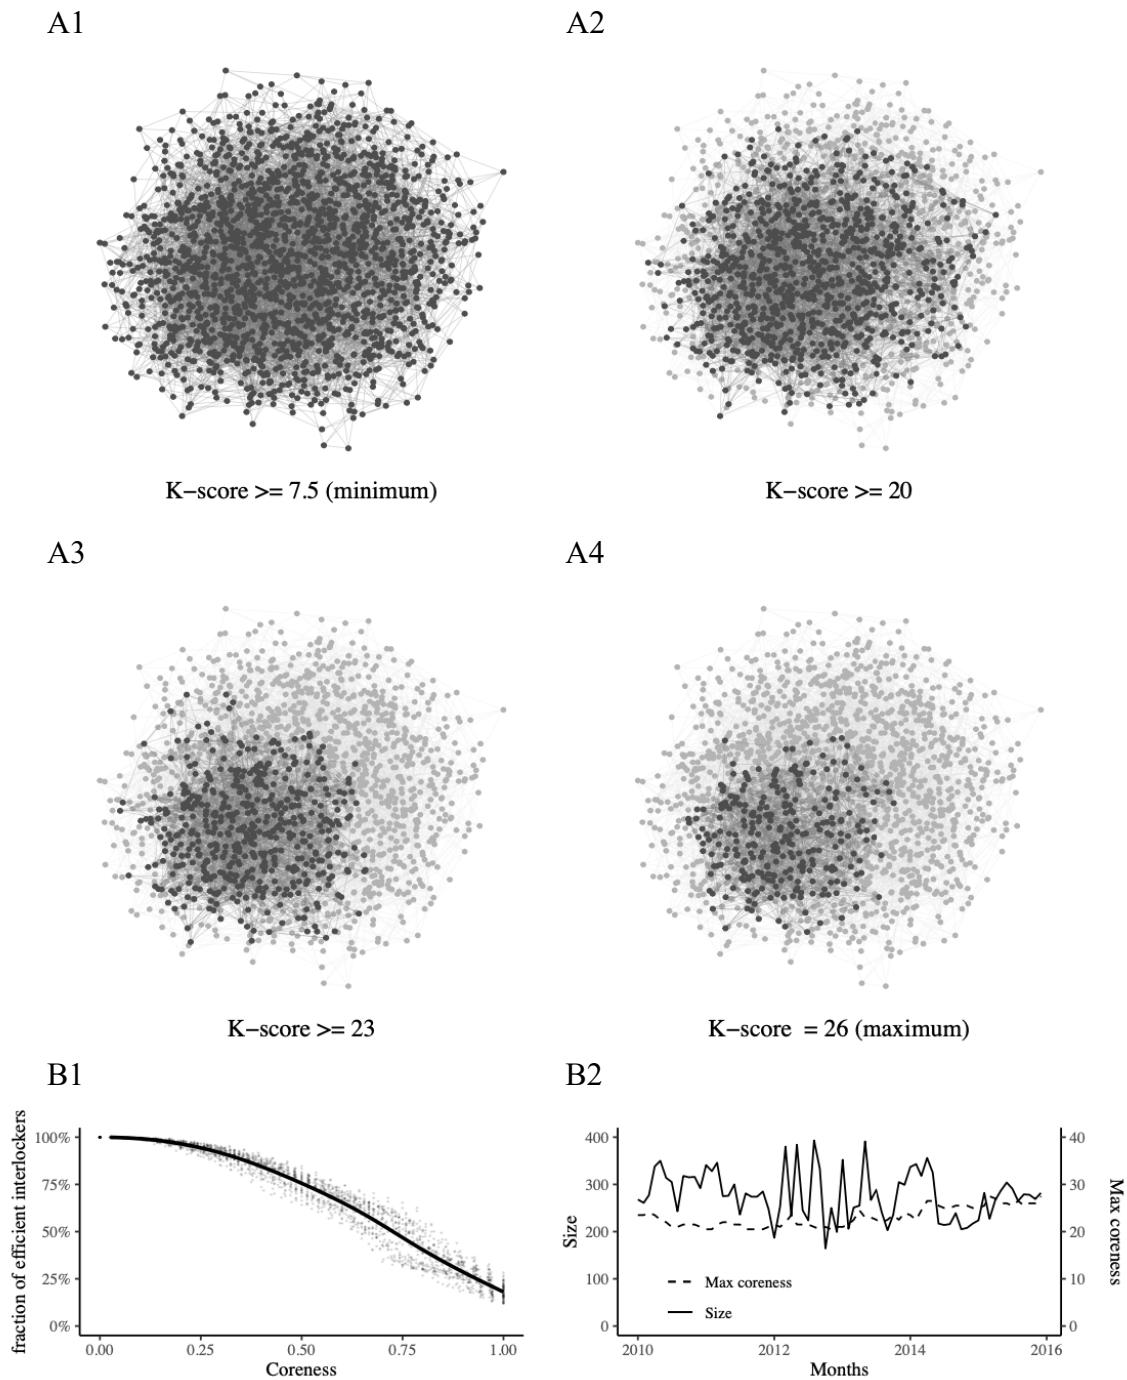 A1
A2
K−score >= 7.5 (minimum)
K−score >= 20
A3
A4
K−score >= 23
K−score = 26 (maximum)
B1
B2
fraction of efficient interlockers
100%
75%
50%
25%
0%
0.00 0.25 0.50 0.75 1.00
Coreness
Size
400
300
200
100
0
Max coreness
Size
40
30
20
10
0
Max coreness
2010 2012 2014 2016
Months